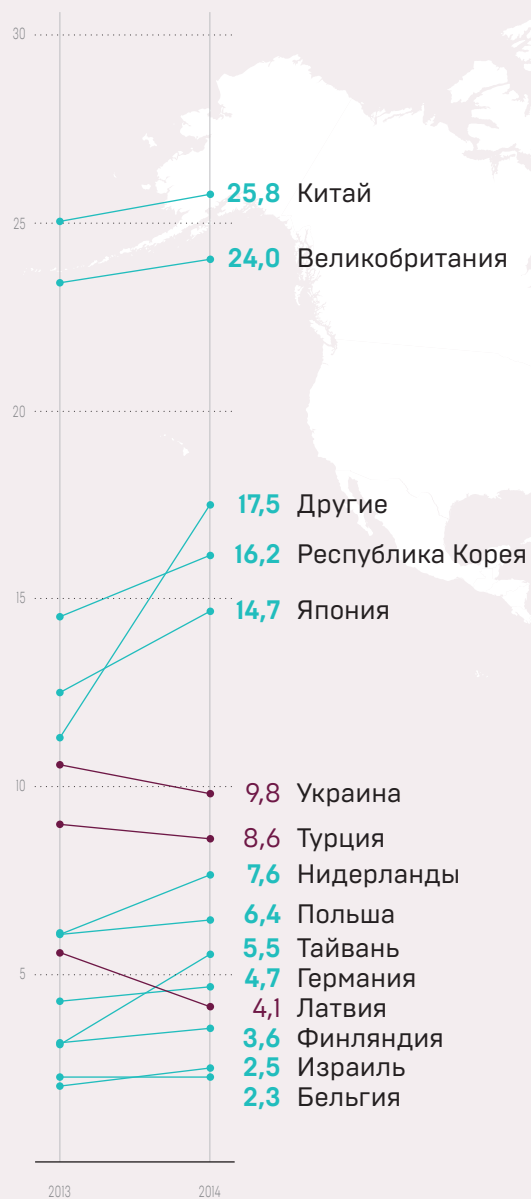 30
25,8 Китай
25
24,0 Великобритания
20
17,5 Другие
16,2 Республика Корея
15
14,7 Япония
10
9,8 Украина
8,6 Турция
7,6 Нидерланды
6,4 Польша
5,5 Тайвань
5
4,7 Германия
4,1 Латвия
3,6 Финляндия
2,5 Израиль
2,3 Бельгия
2013 2014